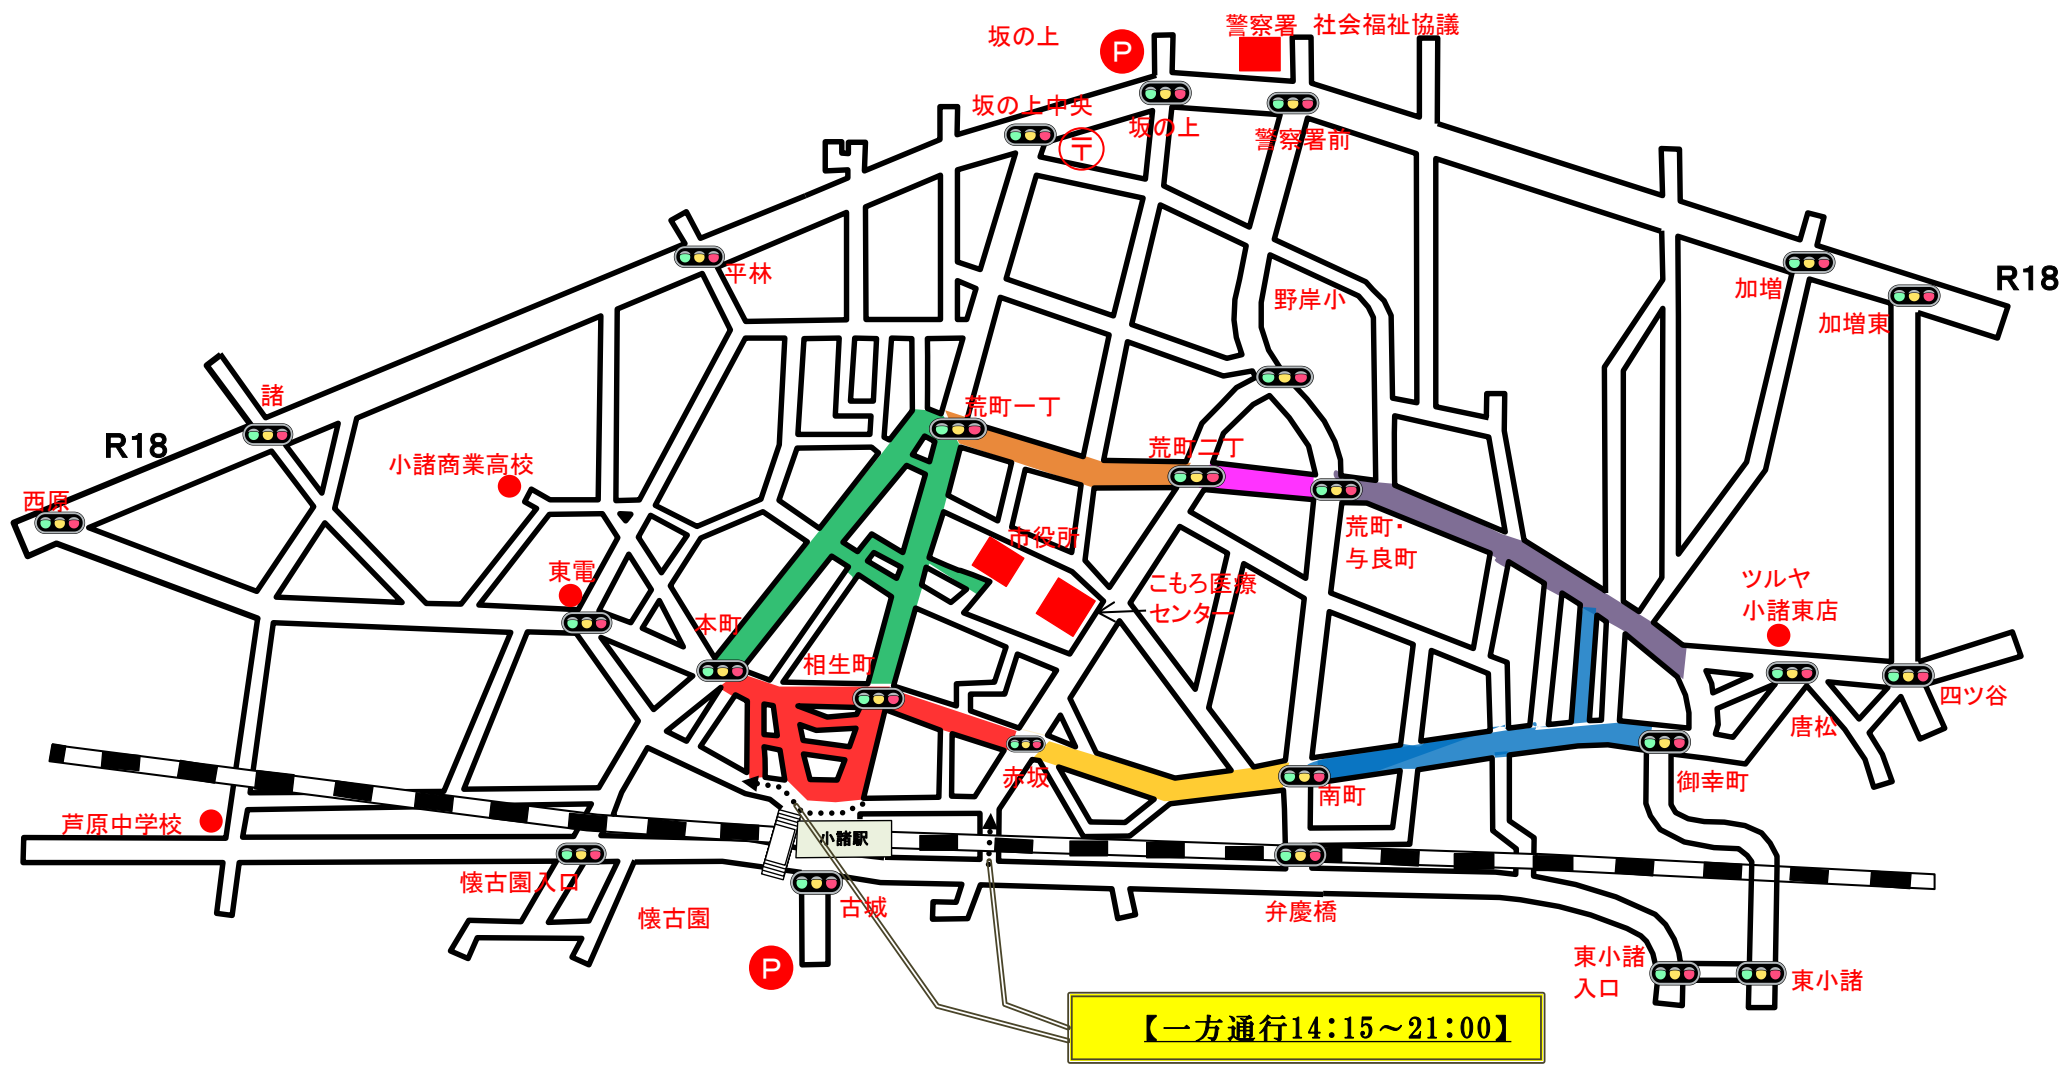 坂の上
P
警察署
社会福祉協議
坂の上中央
〒
坂の上
警察署前
平林
野岸小
加増
R18
加増東
諸
R18
小諸商業高校
西原
荒町一丁
荒町二丁
荒町・
与良町
市役所
東電
こもろ医療
センター
ツルヤ
小諸東店
本町
相生町
四ツ谷
唐松
赤坂
南町
御幸町
芦原中学校
小諸駅
懐古園入口
懐古園
古城
弁慶橋
P
東小諸
入口
東小諸
【一方通行14:15～21:00】